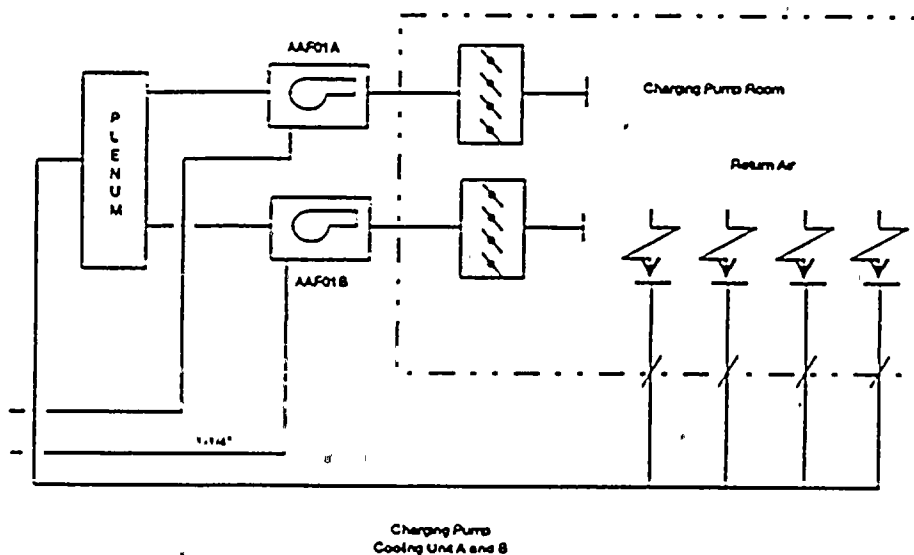 AAF01A
PLENUM
Charging Pump Room
Return Air
AAF01B
Charging Pump
Cooling Unit A and B